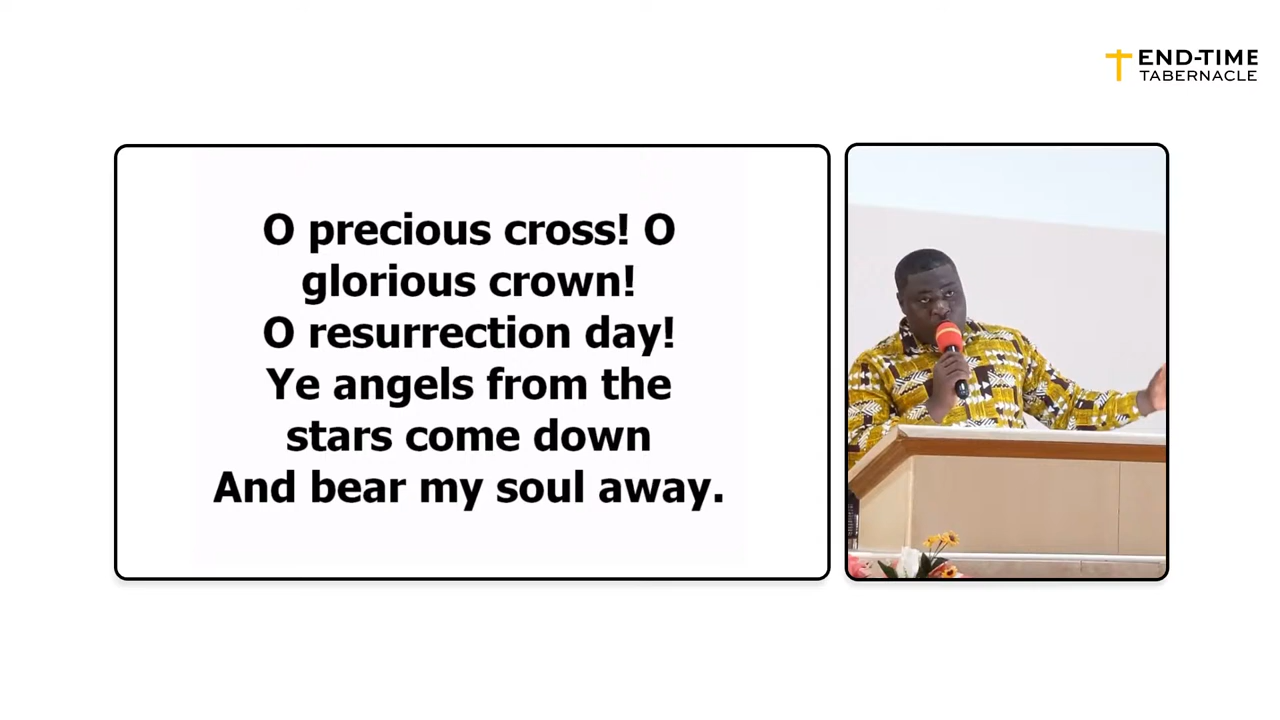 END-TIME
TABERNACLE
O precious cross! O
glorious crown!
O resurrection day!
Ye angels from the
stars come down
And bear my soul away.